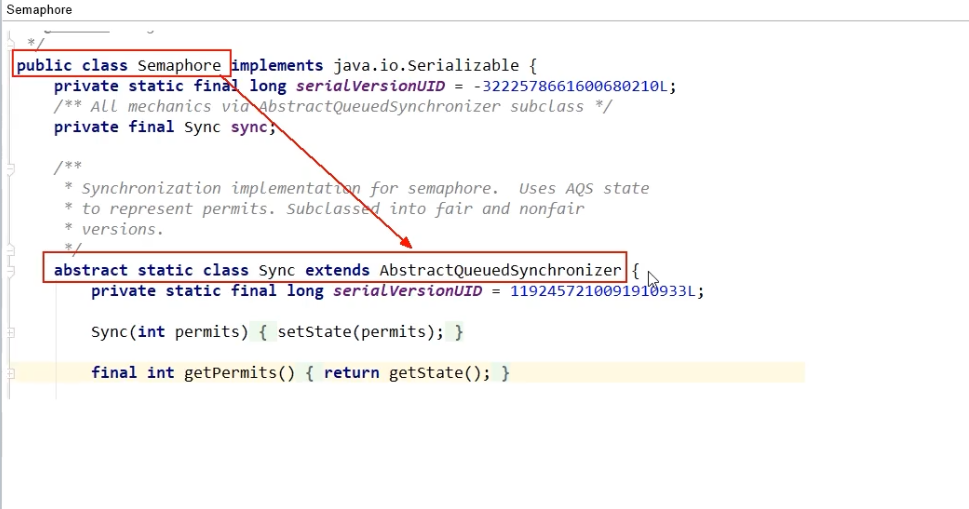 Semaphore
*/
public class Semaphore implements java.io.Serializable {
private static final long serialVersionUID = -3222578661600680210L;
/** All mechanics via AbstractQueuedSynchronizer subclass */
private final Sync sync;
/**
* Synchronization implementation for semaphore.  Uses AQS state
* to represent permits. Subclassed into fair and nonfair
* versions.
*/
abstract static class Sync extends AbstractQueuedSynchronizer {
private static final long serialVersionUID = 1192457210091910933L;
Sync(int permits) { setState(permits); }
final int getPermits() { return getState(); }